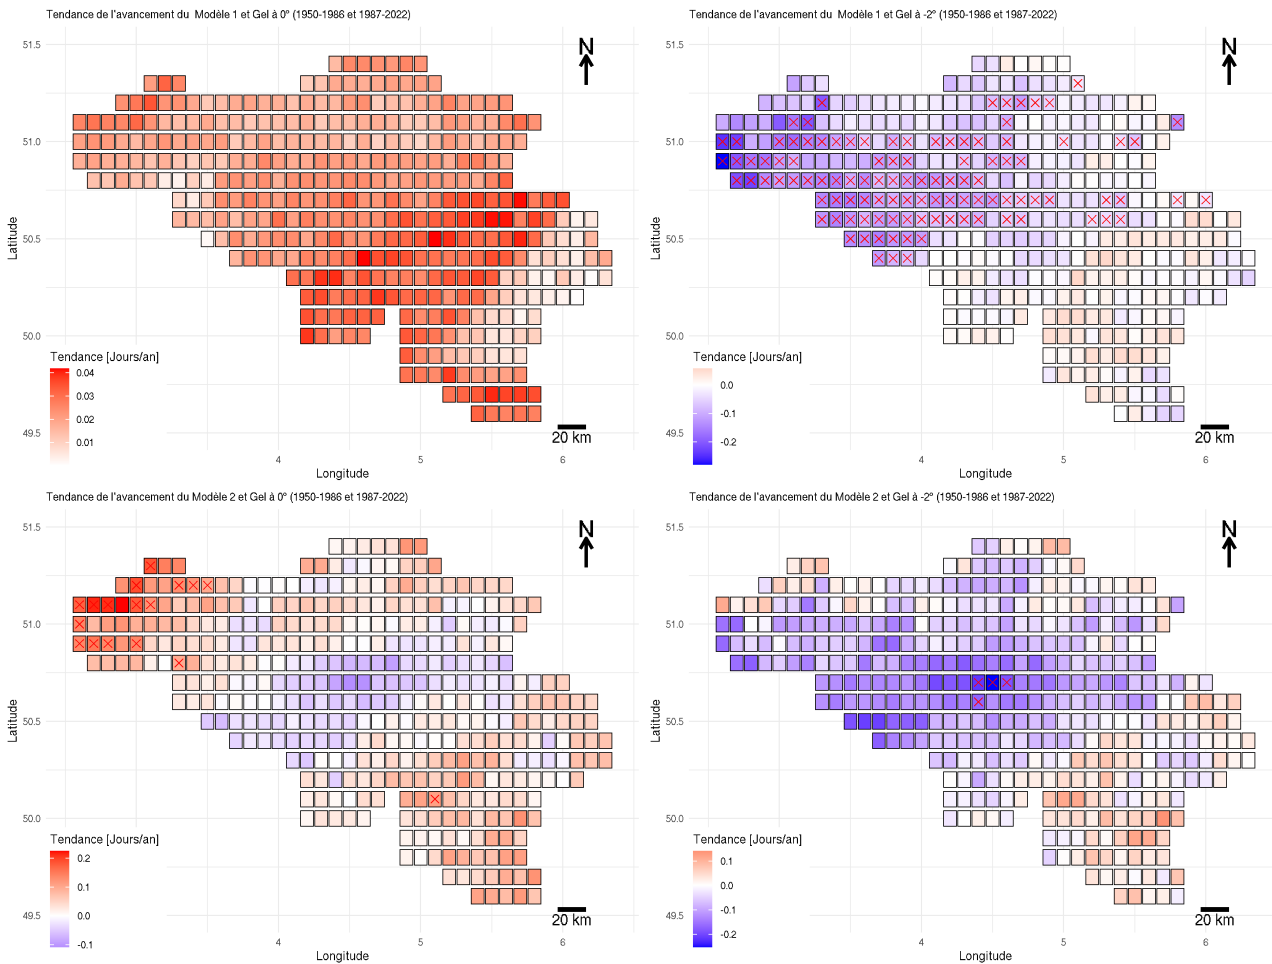 Tendance de l'avancement du  Modèle 1 et Gel à 0° (1950-1986 et 1987-2022)
51.5
51.0
50.5
50.0
49.5
Latitude
N
Tendance [Jours/an]
0.04
0.03
0.02
0.01
20 km
4
5
6
Longitude
Tendance de l'avancement du  Modèle 1 et Gel à -2° (1950-1986 et 1987-2022)
51.5
51.0
50.5
50.0
49.5
Latitude
N
Tendance [Jours/an]
0.0
-0.1
-0.2
20 km
4
5
6
Longitude
Tendance de l'avancement du Modèle 2 et Gel à 0° (1950-1986 et 1987-2022)
51.5
51.0
50.5
50.0
49.5
Latitude
N
Tendance [Jours/an]
0.2
0.1
0.0
-0.1
20 km
4
5
6
Longitude
Tendance de l'avancement du Modèle 2 et Gel à -2° (1950-1986 et 1987-2022)
51.5
51.0
50.5
50.0
49.5
Latitude
N
Tendance [Jours/an]
0.1
0.0
-0.1
-0.2
20 km
4
5
6
Longitude